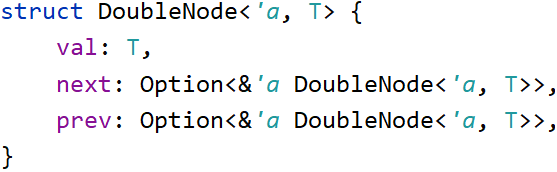 struct DoubleNode<'a, T> {
    val: T,
    next: Option<&'a DoubleNode<'a, T>>,
    prev: Option<&'a DoubleNode<'a, T>>,
}